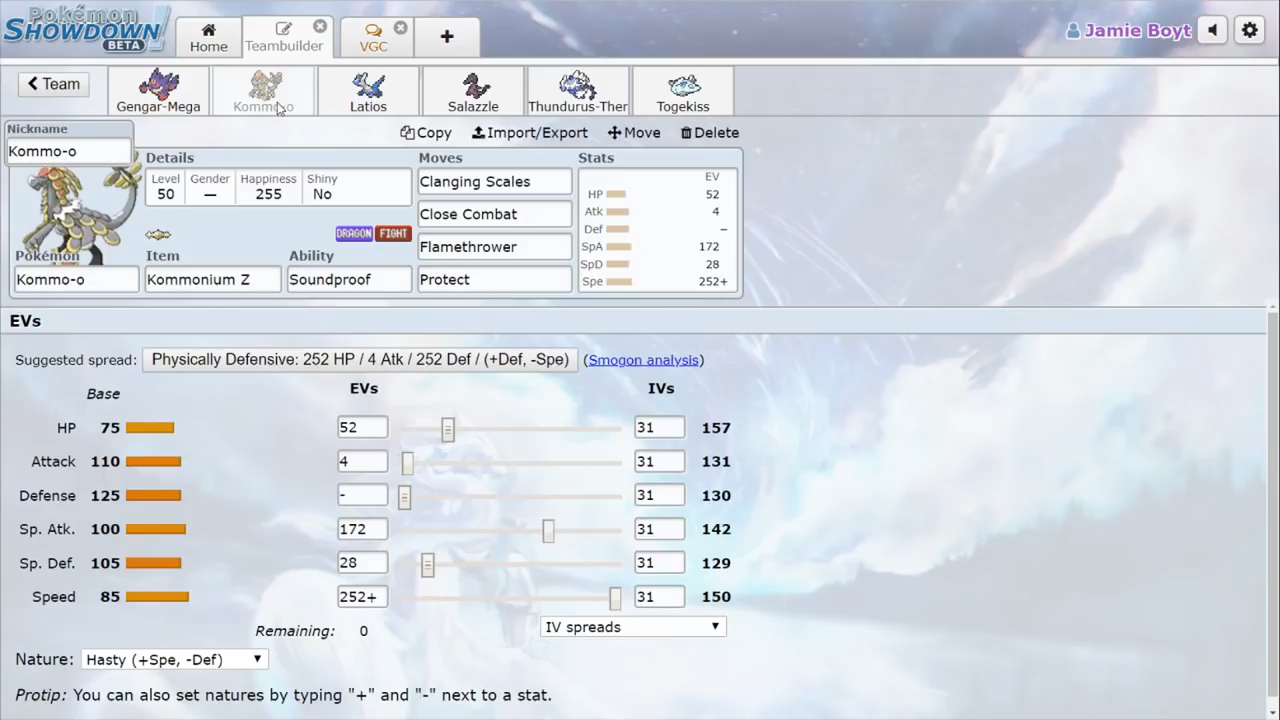 Pokémon
SHOWDOWN!
BETA
Home
Teambuilder
VGC
Jamie Boyt
Team
Gengar-Mega
Kommo-o
Latios
Salazzle
Thundurus-Ther
Togekiss
Nickname
Kommo-o
Copy
Import/Export
Move
Delete
Details
Level
50
Gender
—
Happiness
255
Shiny
No
DRAGON
FIGHT
Pokémon
Kommo-o
Item
Kommonium Z
Ability
Soundproof
Moves
Clanging Scales
Close Combat
Flamethrower
Protect
Stats
EV
HP 52
Atk 4
Def –
SpA 172
SpD 28
Spe 252+
EVs
Suggested spread: Physically Defensive: 252 HP / 4 Atk / 252 Def / (+Def, -Spe) (Smogon analysis)
Base EVs IVs
HP 75 52 31 157
Attack 110 4 31 131
Defense 125 - 31 130
Sp. Atk. 100 172 31 142
Sp. Def. 105 28 31 129
Speed 85 252+ 31 150
Remaining: 0
IV spreads
Nature: Hasty (+Spe, -Def)
Protip: You can also set natures by typing "+" and "-" next to a stat.